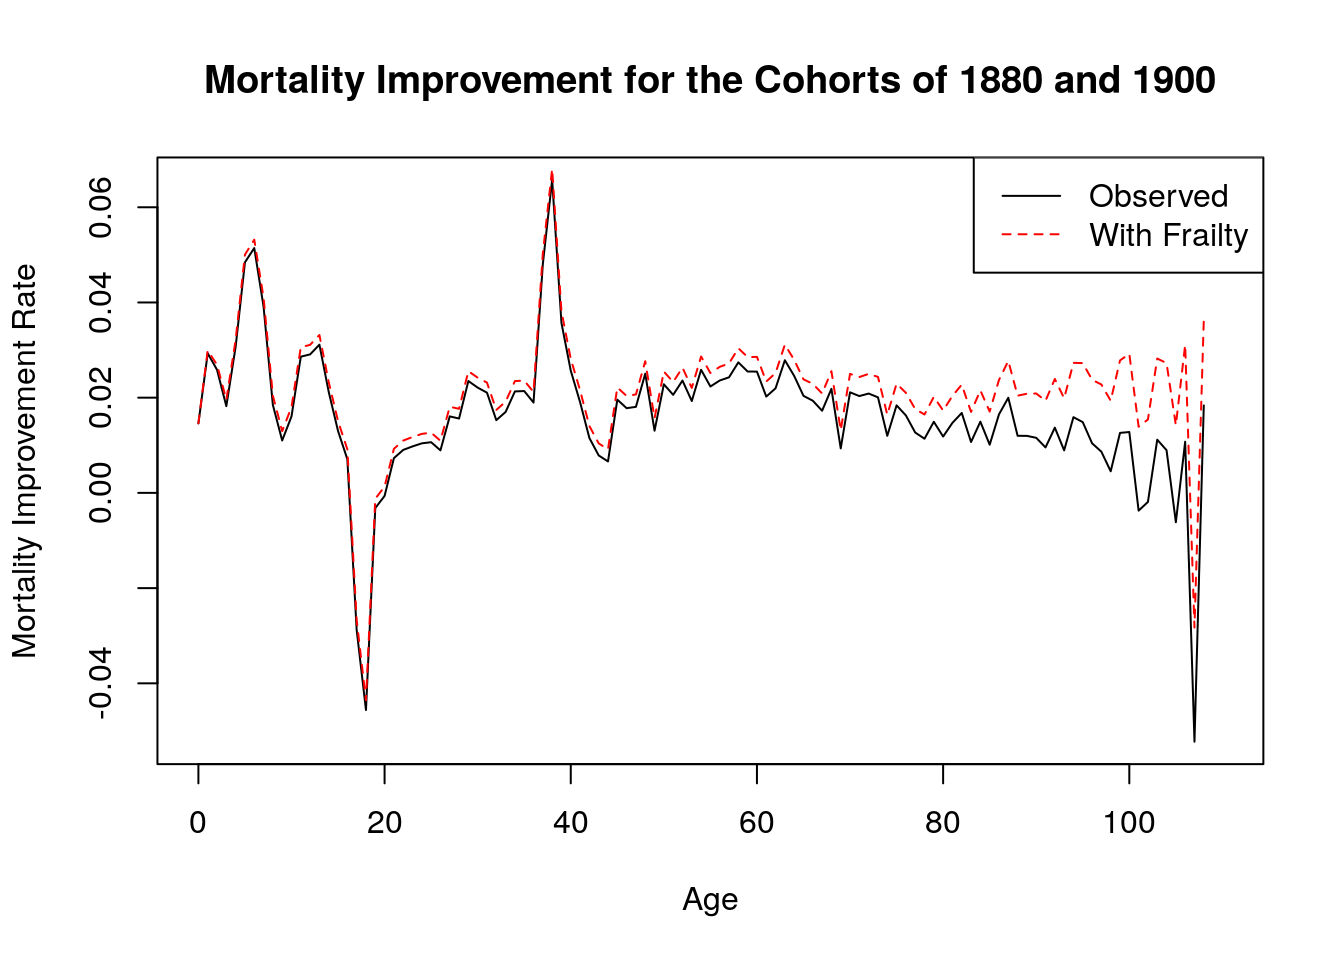 Mortality Improvement for the Cohorts of 1880 and 1900
Observed
With Frailty
Mortality Improvement Rate
0.06
0.04
0.02
0.00
-0.04
0
20
40
60
80
100
Age